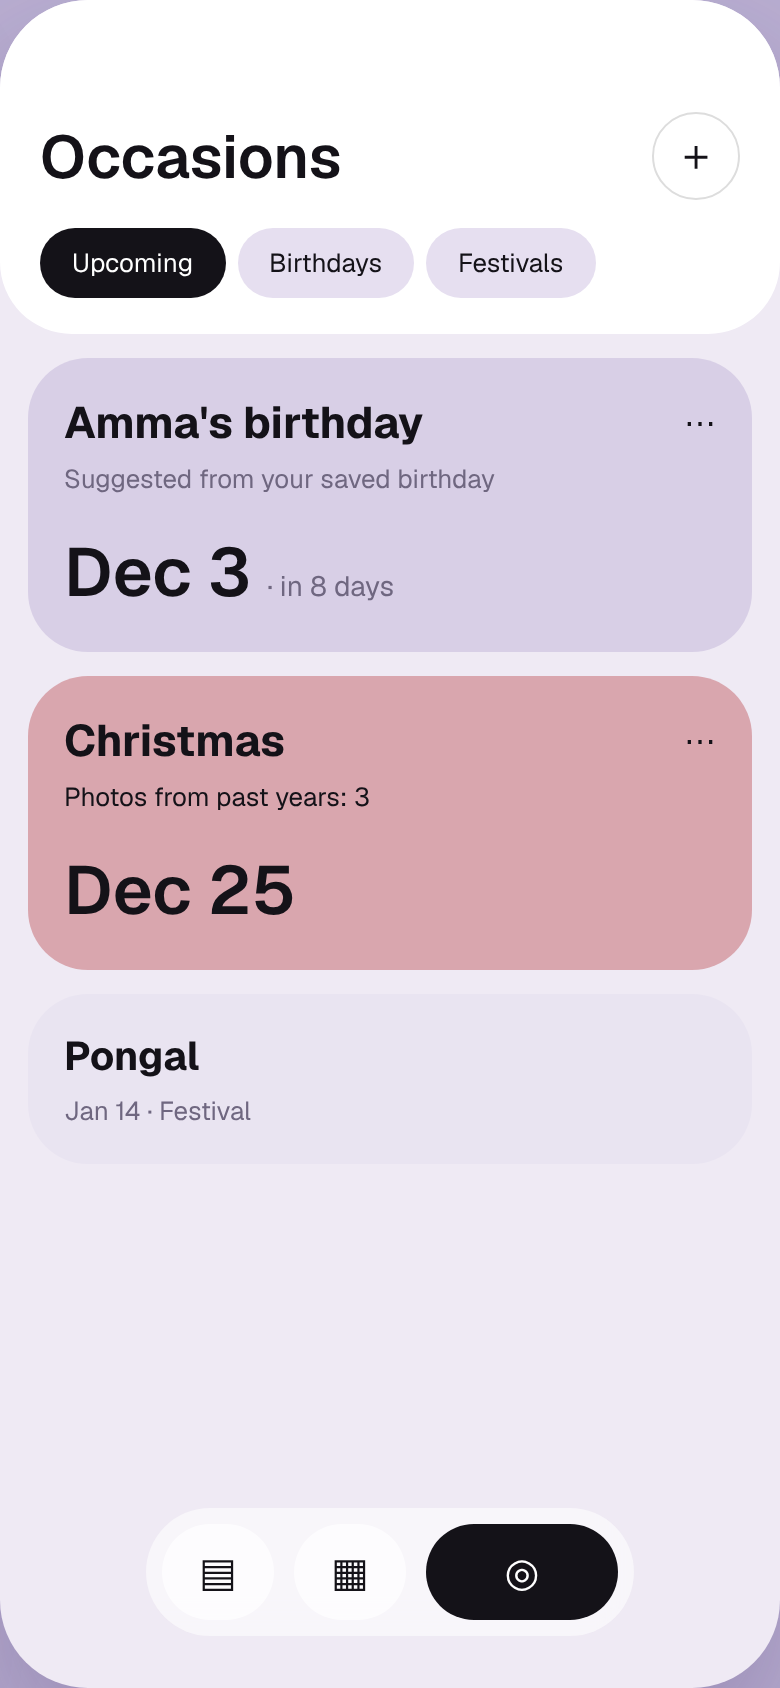 Occasions
+
Upcoming
Birthdays
Festivals
Amma's birthday
...
Suggested from your saved birthday
Dec 3 · in 8 days
Christmas
...
Photos from past years: 3
Dec 25
Pongal
Jan 14 · Festival